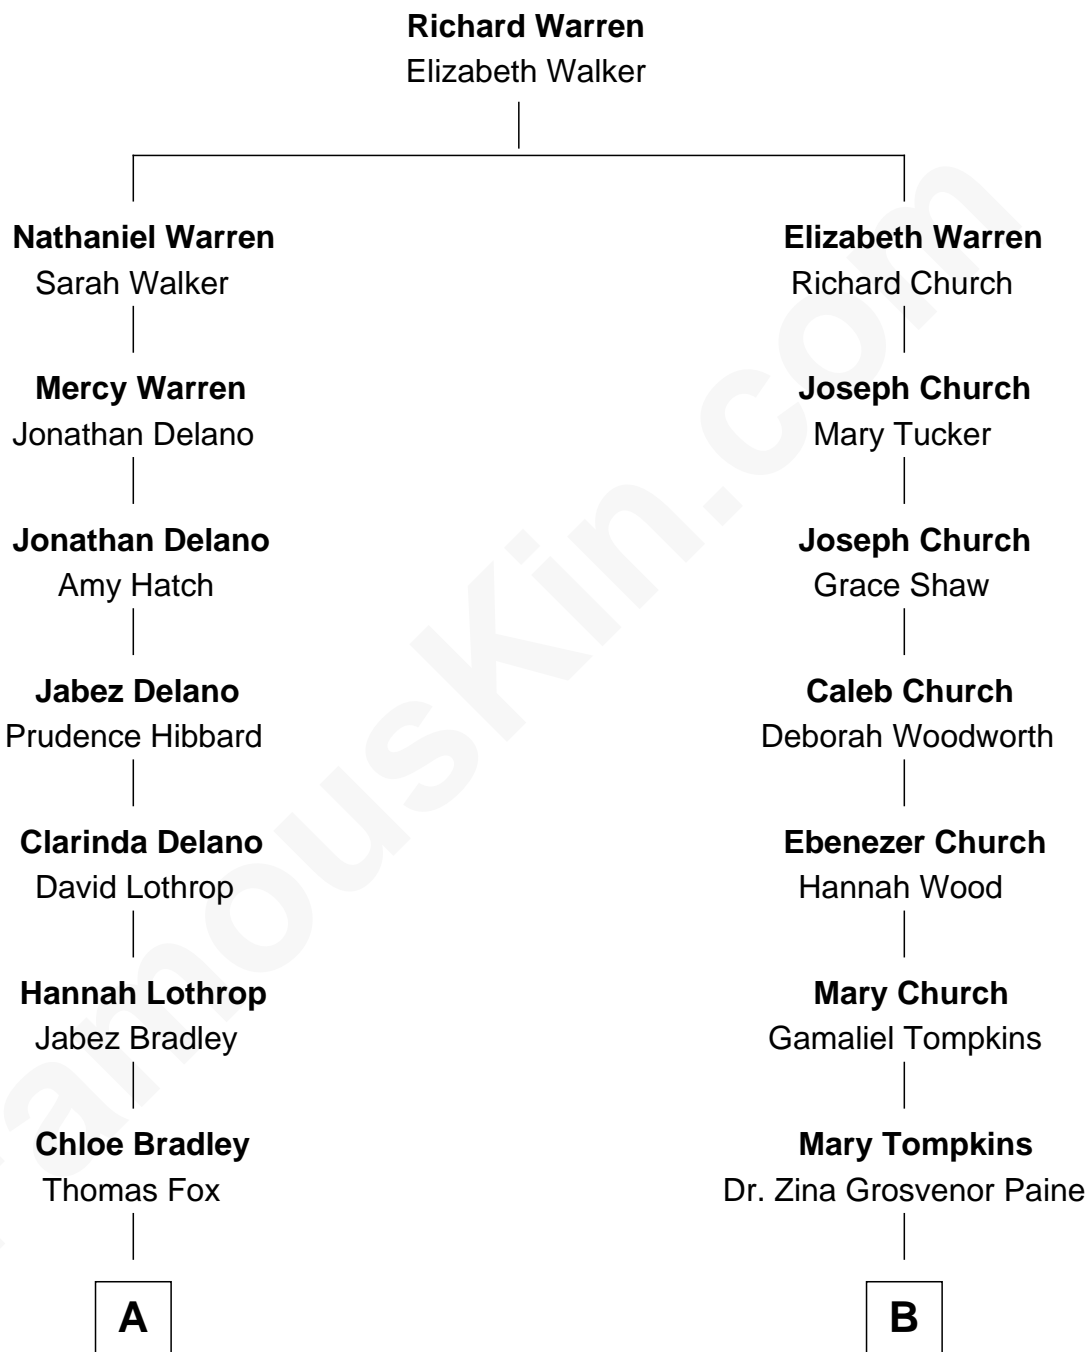 Richard Warren
Elizabeth Walker
Nathaniel Warren
Sarah Walker
Mercy Warren
Jonathan Delano
Jonathan Delano
Amy Hatch
Jabez Delano
Prudence Hibbard
Clarinda Delano
David Lothrop
Hannah Lothrop
Jabez Bradley
Chloe Bradley
Thomas Fox
A
Elizabeth Warren
Richard Church
Joseph Church
Mary Tucker
Joseph Church
Grace Shaw
Caleb Church
Deborah Woodworth
Ebenezer Church
Hannah Wood
Mary Church
Gamaliel Tompkins
Mary Tompkins
Dr. Zina Grosvenor Paine
B
FamousKin.com